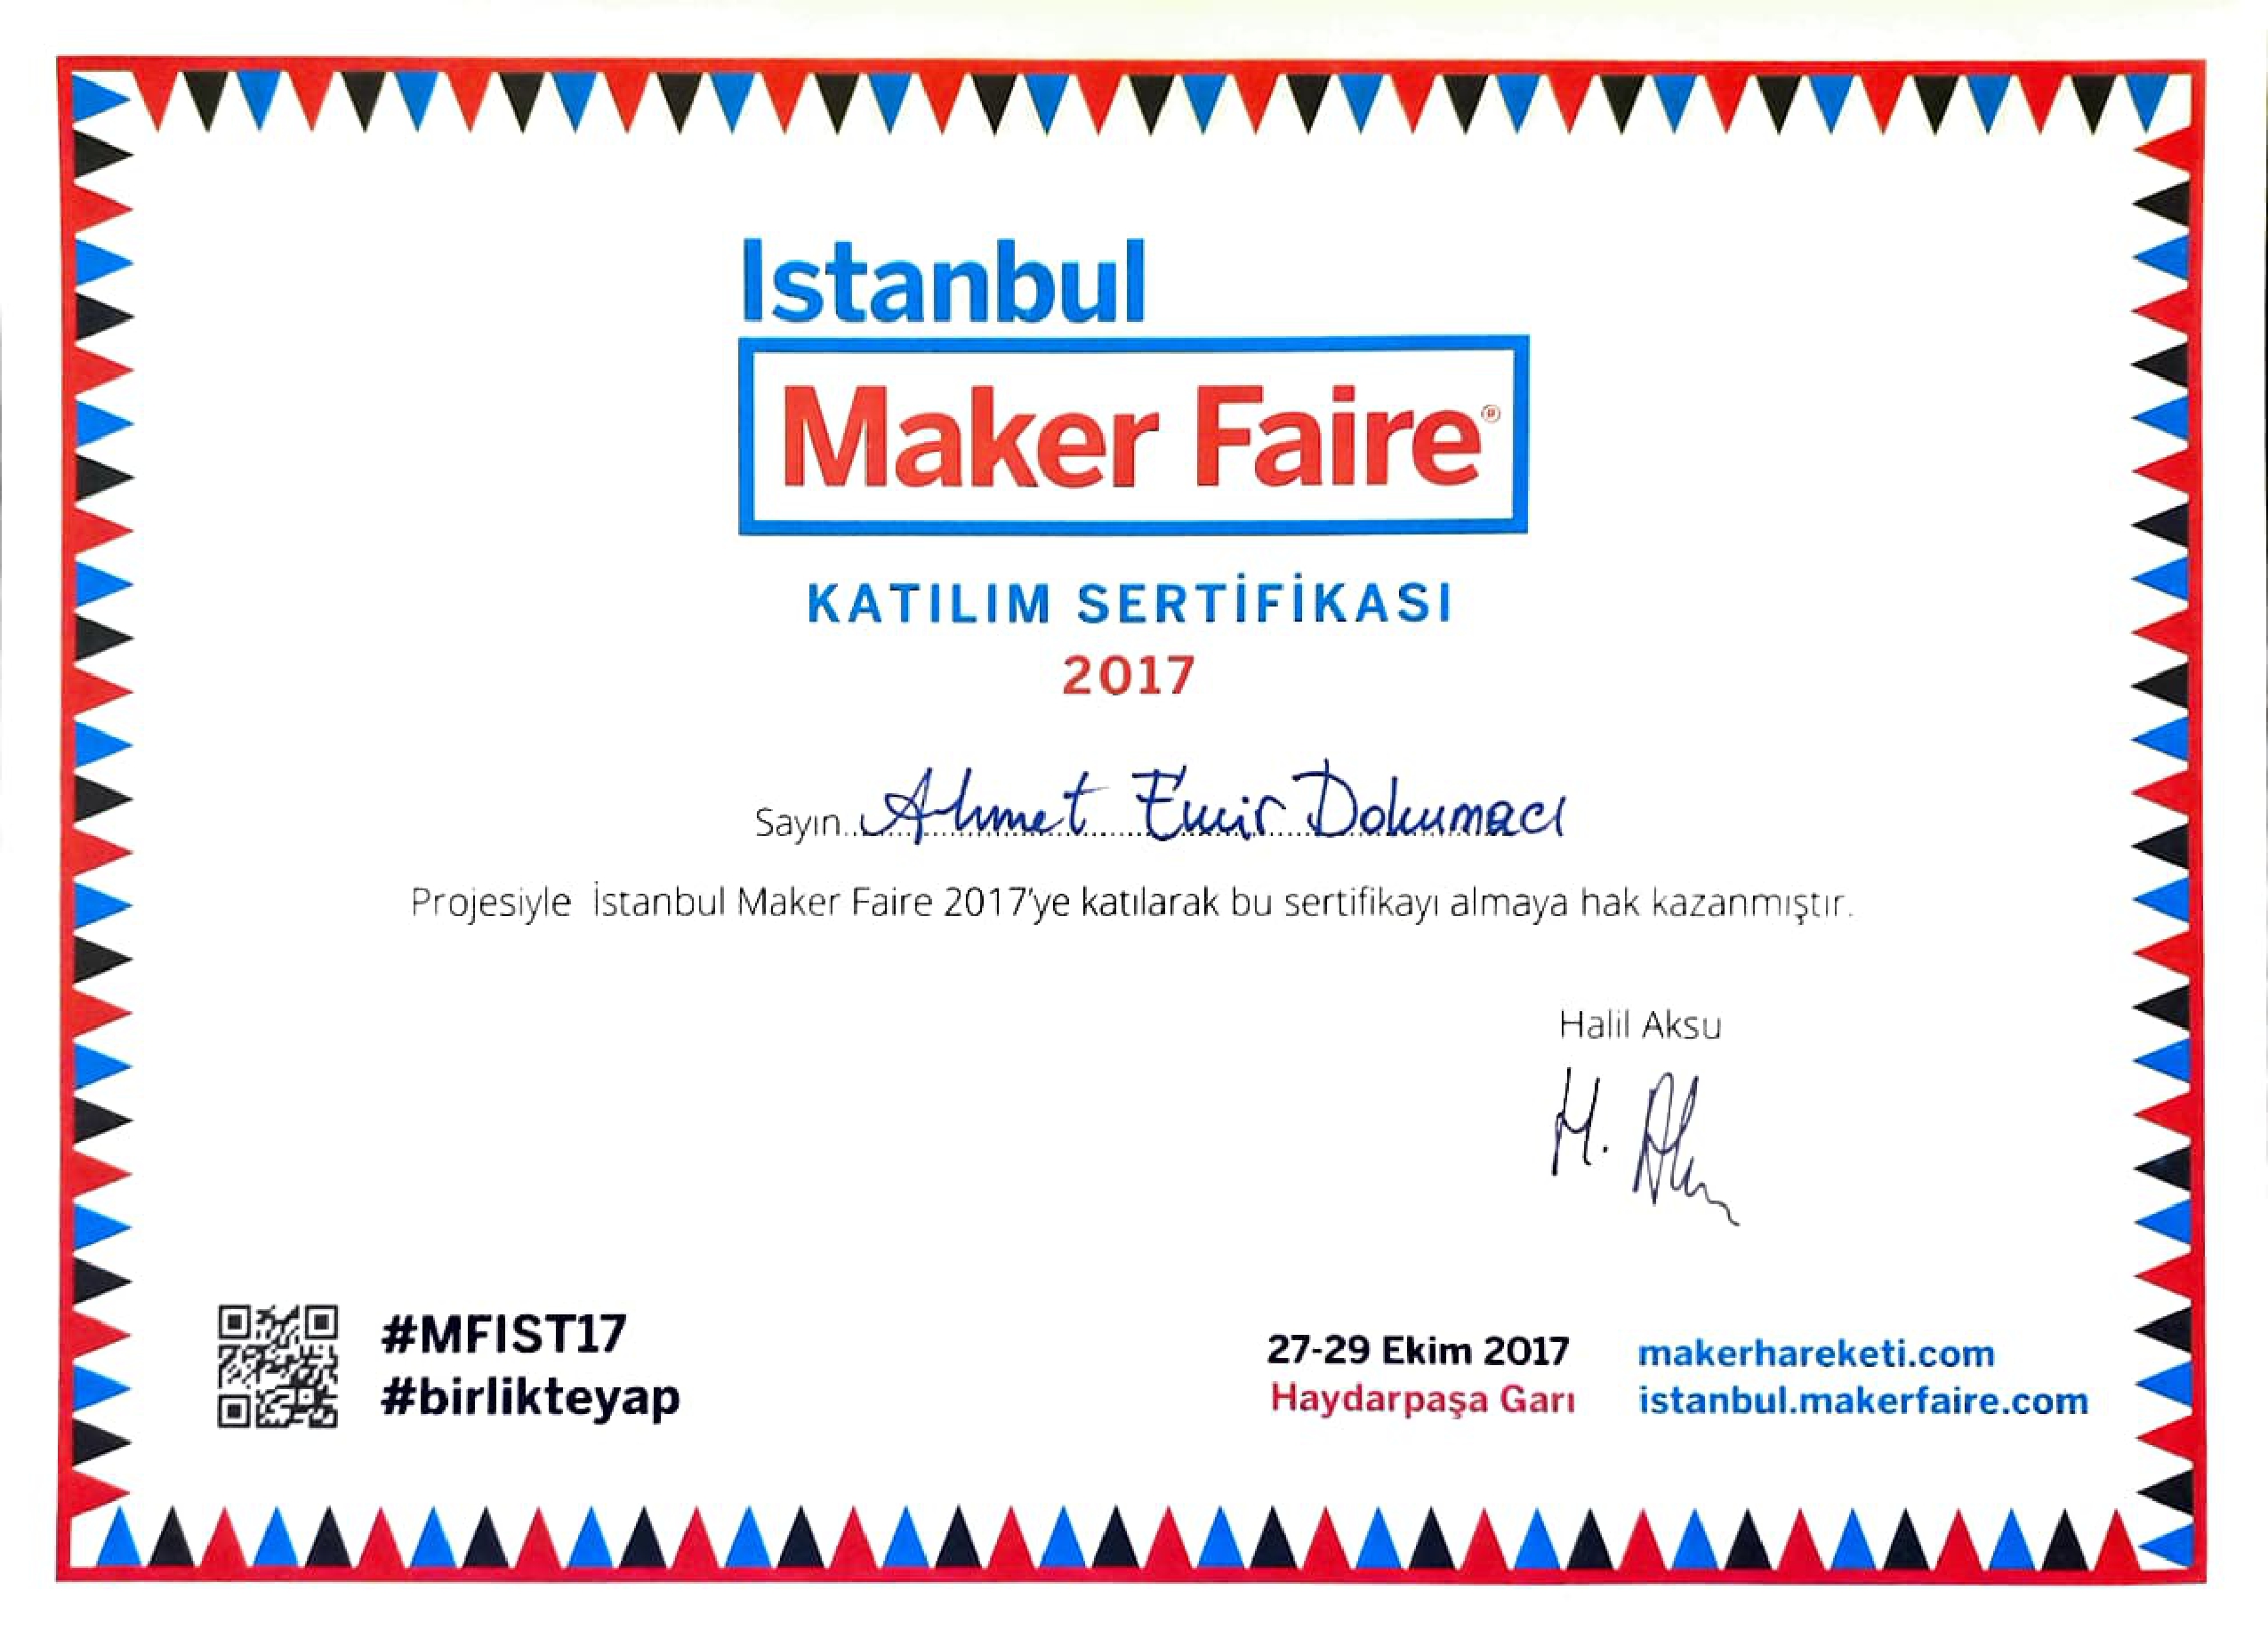 Istanbul
Maker Faire®
KATILIM SERTİFİKASI
2017
Sayın Ahmet Emir Dokumacı
Projesiyle İstanbul Maker Faire 2017'ye katılarak bu sertifikayı almaya hak kazanmıştır.
Halil Aksu
#MFIST17
#birlikteyap
27-29 Ekim 2017
Haydarpaşa Garı
makerhareketi.com
istanbul.makerfaire.com